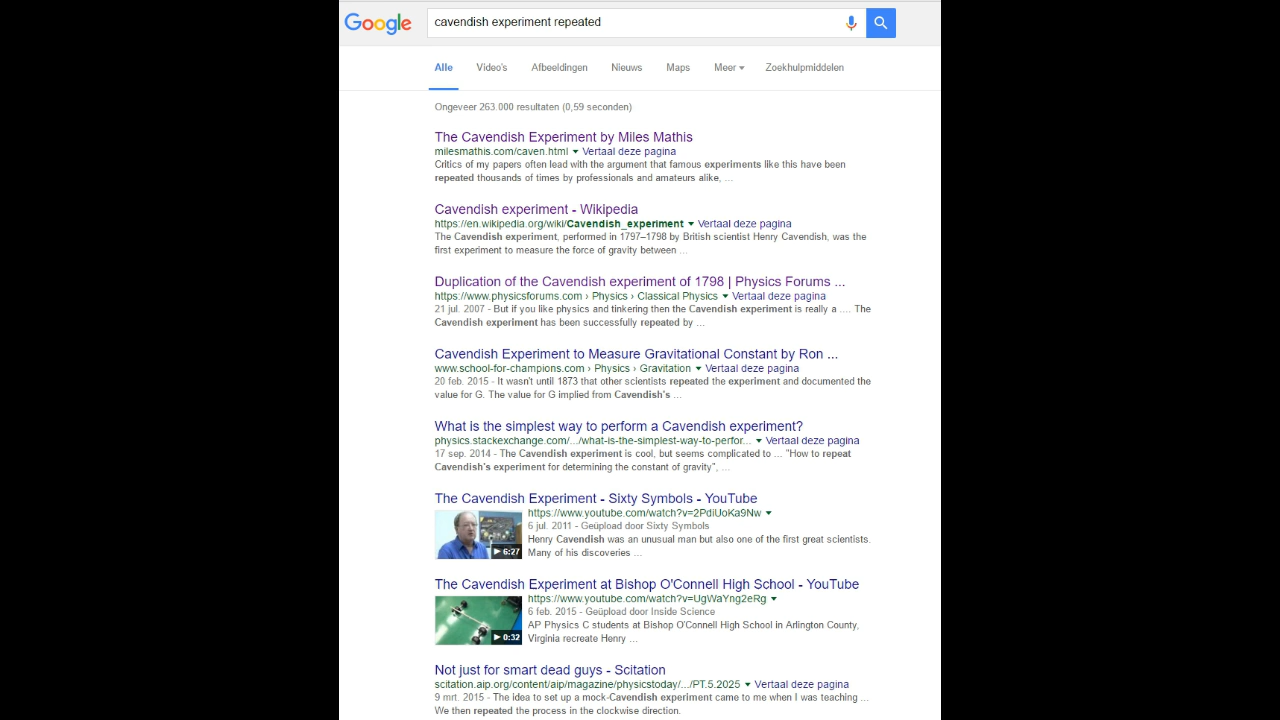 Google
cavendish experiment repeated
Alle Video's Afbeeldingen Nieuws Maps Meer Zoekhulpmiddelen
Ongeveer 263.000 resultaten (0,59 seconden)
The Cavendish Experiment by Miles Mathis
milesmathis.com/caven.html Vertaal deze pagina
Critics of my papers often lead with the argument that famous experiments like this have been
repeated thousands of times by professionals and amateurs alike, ...
Cavendish experiment - Wikipedia
https://en.wikipedia.org/wiki/Cavendish_experiment Vertaal deze pagina
The Cavendish experiment, performed in 1797–1798 by British scientist Henry Cavendish, was the
first experiment to measure the force of gravity between ...
Duplication of the Cavendish experiment of 1798 | Physics Forums ...
https://www.physicsforums.com › Physics › Classical Physics Vertaal deze pagina
21 jul. 2007 - But if you like physics and tinkering then the Cavendish experiment is really a .... The
Cavendish experiment has been successfully repeated by ...
Cavendish Experiment to Measure Gravitational Constant by Ron ...
www.school-for-champions.com › Physics › Gravitation Vertaal deze pagina
20 feb. 2015 - It wasn't until 1873 that other scientists repeated the experiment and documented the
value for G. The value for G implied from Cavendish's ...
What is the simplest way to perform a Cavendish experiment?
physics.stackexchange.com/.../what-is-the-simplest-way-to-perfor... Vertaal deze pagina
17 sep. 2014 - The Cavendish experiment is cool, but seems complicated to ... "How to repeat
Cavendish's experiment for determining the constant of gravity", ...
The Cavendish Experiment - Sixty Symbols - YouTube
https://www.youtube.com/watch?v=2PdiUoKa9Nw
6 jul. 2011 - Geüpload door Sixty Symbols
Henry Cavendish was an unusual man but also one of the first great scientists.
6:27 Many of his discoveries ...
The Cavendish Experiment at Bishop O'Connell High School - YouTube
https://www.youtube.com/watch?v=UgWaYng2eRg
6 feb. 2015 - Geüpload door Inside Science
AP Physics C students at Bishop O'Connell High School in Arlington County,
0:32 Virginia recreate Henry ...
Not just for smart dead guys - Scitation
scitation.aip.org/content/aip/magazine/physicstoday/.../PT.5.2025 Vertaal deze pagina
9 mrt. 2015 - The idea to set up a mock-Cavendish experiment came to me when I was teaching ...
We then repeated the process in the clockwise direction.